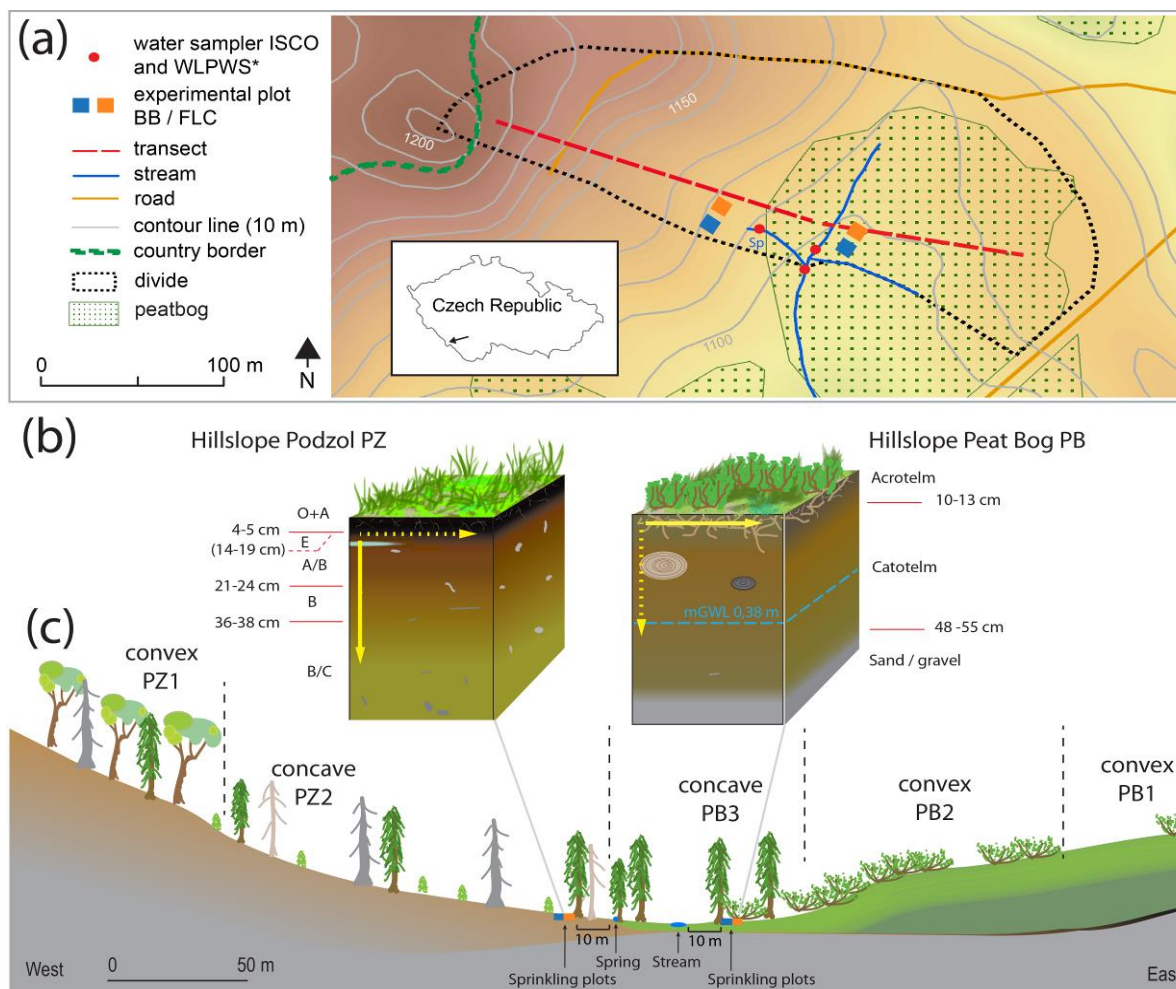 (a)
water sampler ISCO
and WLPWS*
experimental plot
BB / FLC
transect
stream
road
contour line (10 m)
country border
divide
peatbog
0 100 m
N
1200
1150
1100
Sp
Czech Republic
(b)
Hillslope Podzol PZ
Hillslope Peat Bog PB
O+A
4-5 cm
E
(14-19 cm)
A/B
21-24 cm
B
36-38 cm
B/C
Acrotelm
10-13 cm
Catotelm
mGWL 0,38 m
48 -55 cm
Sand / gravel
(c)
convex
PZ1
concave
PZ2
concave
PB3
convex
PB2
convex
PB1
10 m
10 m
Spring
Stream
Sprinkling plots
Sprinkling plots
West
0 50 m
Eas